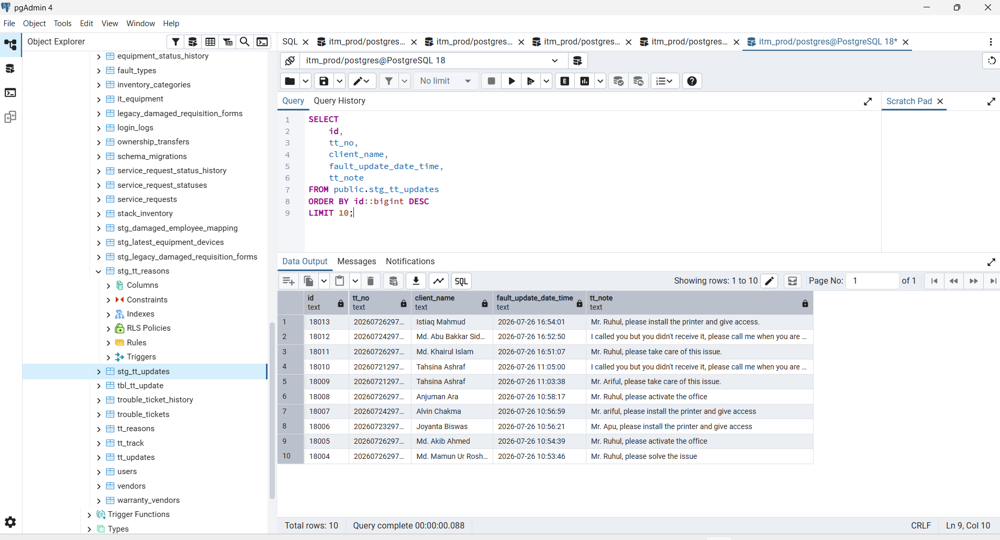 pgAdmin 4
File Object Tools Edit View Window Help
Object Explorer
SQL itm_prod/postgres... itm_prod/postgres... itm_prod/postgres... itm_prod/postgres... itm_prod/postgres@PostgreSQL 18*
equipment_status_history
fault_types
inventory_categories
it_equipment
legacy_damaged_requisition_forms
login_logs
ownership_transfers
schema_migrations
service_request_status_history
service_request_statuses
service_requests
stack_inventory
stg_damaged_employee_mapping
stg_latest_equipment_devices
stg_legacy_damaged_requisition_forms
stg_tt_reasons
Columns
Constraints
Indexes
RLS Policies
Rules
Triggers
stg_tt_updates
tbl_tt_update
trouble_ticket_history
trouble_tickets
tt_reasons
tt_track
tt_updates
users
vendors
warranty_vendors
Trigger Functions
Types
itm_prod/postgres@PostgreSQL 18
No limit
E
Query Query History
Scratch Pad
1 SELECT
2 id,
3 tt_no,
4 client_name,
5 fault_update_date_time,
6 tt_note
7 FROM public.stg_tt_updates
8 ORDER BY id::bigint DESC
9 LIMIT 10;
Data Output Messages Notifications
SQL Showing rows: 1 to 10 Page No: 1 of 1
id tt_no client_name fault_update_date_time tt_note
text text text text text
1 18013 20260726297... Istiaq Mahmud 2026-07-26 16:54:01 Mr. Ruhul, please install the printer and give access.
2 18012 20260724297... Md. Abu Bakkar Sid... 2026-07-26 16:52:50 I called you but you didn't receive it, please call me when you are ...
3 18011 20260726297... Md. Khairul Islam 2026-07-26 16:51:07 Mr. Ruhul, please take care of this issue.
4 18010 20260721297... Tahsina Ashraf 2026-07-26 11:05:00 I called you but you didn't receive it, please call me when you are ...
5 18009 20260721297... Tahsina Ashraf 2026-07-26 11:03:38 Mr. Ariful, please take care of this issue.
6 18008 20260726297... Anjuman Ara 2026-07-26 10:58:17 Mr. Ruhul, please activate the office
7 18007 20260724297... Alvin Chakma 2026-07-26 10:56:59 Mr. ariful, please install the printer and give access
8 18006 20260723297... Joyanta Biswas 2026-07-26 10:56:21 Mr. Apu, please install the printer and give access
9 18005 20260726297... Md. Akib Ahmed 2026-07-26 10:54:39 Mr. Ruhul, please activate the office
10 18004 20260726297... Md. Mamun Ur Rosh... 2026-07-26 10:53:46 Mr. Ruhul, please solve the issue
Total rows: 10 Query complete 00:00:00.088 CRLF Ln 9, Col 10